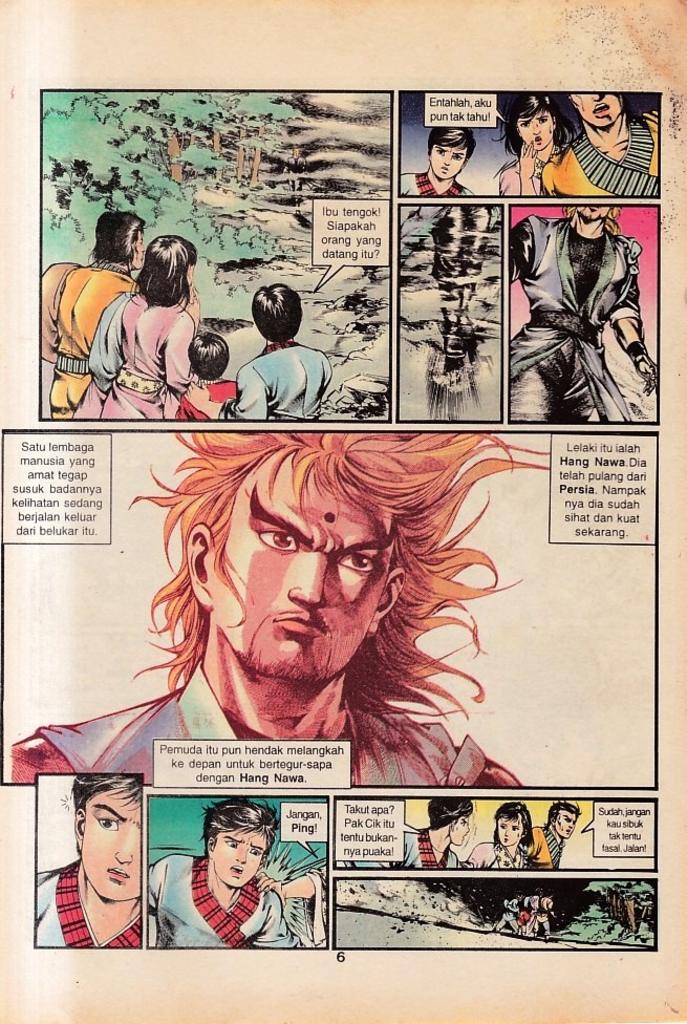 Ibu tengok!
Siapakah
orang yang
datang itu?
Entahlah, aku
pun tak tahu!
Satu lembaga
manusia yang
amat tegap
susuk badannya
kelihatan sedang
berjalan keluar
dari belukar itu.
Lelaki itu ialah
Hang Nawa.Dia
telah pulang dari
Persia. Nampak
nya dia sudah
sihat dan kuat
sekarang.
Pemuda itu pun hendak melangkah
ke depan untuk bertegur-sapa
dengan Hang Nawa.
Jangan,
Ping!
Takut apa?
Pak Cik itu
tentu bukan-
nya puaka!
Sudah,jangan
kau sibuk
tak tentu
fasal. Jalan!
6